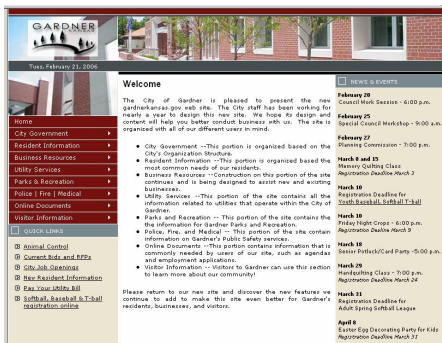 GARDNER
KANSAS
Tues, February 21, 2006
Home
City Government
Resident Information
Business Resources
Utility Services
Parks & Recreation
Police | Fire | Medical
Online Documents
Visitor Information
QUICK LINKS
Animal Control
Current Bids and RFPs
City Job Openings
New Resident Information
Pay Your Utility Bill
Softball, Baseball & T-ball
registration online
Welcome
The City of Gardner is pleased to present the new
gardnerkansas.gov web site. The City staff has been working for
nearly a year to design this new site. We hope its design and
content will help you better conduct business with us. The site is
organized with all of our different users in mind.
City Government --This portion is organized based on the
City's Organization Structure.
Resident Information --This portion is organized based the
most common needs of our residents.
Business Resources --Construction on this portion of the site
continues and is being designed to assist new and existing
businesses.
Utility Services --This portion of the site contains all the
information related to utilities that operate within the City of
Gardner.
Parks and Recreation -- This portion of the site contains the
information for Gardner Parks and Recreation.
Police, Fire, and Medical -- This portion of the site contain
information on Gardner's Public Safety services.
Online Documents --This portion contains information that is
commonly needed by users of our site, such as agendas
and employment applications.
Visitor Information -- Visitors to Gardner can use this section
to learn more about our community!
Please return to our new site and discover the new features we
continue to add to make this site even better for Gardner's
residents, businesses, and visitors.
NEWS & EVENTS
February 20
Council Work Session - 6:00 p.m.
February 25
Special Council Workshop - 9:00 a.m.
February 27
Planning Commission - 7:00 p.m.
March 8 and 15
Memory Quilting Class
Registration Deadline March 3
March 10
Registration Deadline for
Youth Baseball, Softball T-ball
March 10
Friday Night Crops - 6:00 p.m.
Registration Dealine March 9
March 18
Senior Potluck/Card Party -5:00 p.m.
March 29
Handquilting Class - 7:00 p.m.
Registration Deadline March 24
March 31
Registration Deadline for
Adult Spring Softball League
April 8
Easter Egg Decorating Party for Kids
Registration Deadline March 31